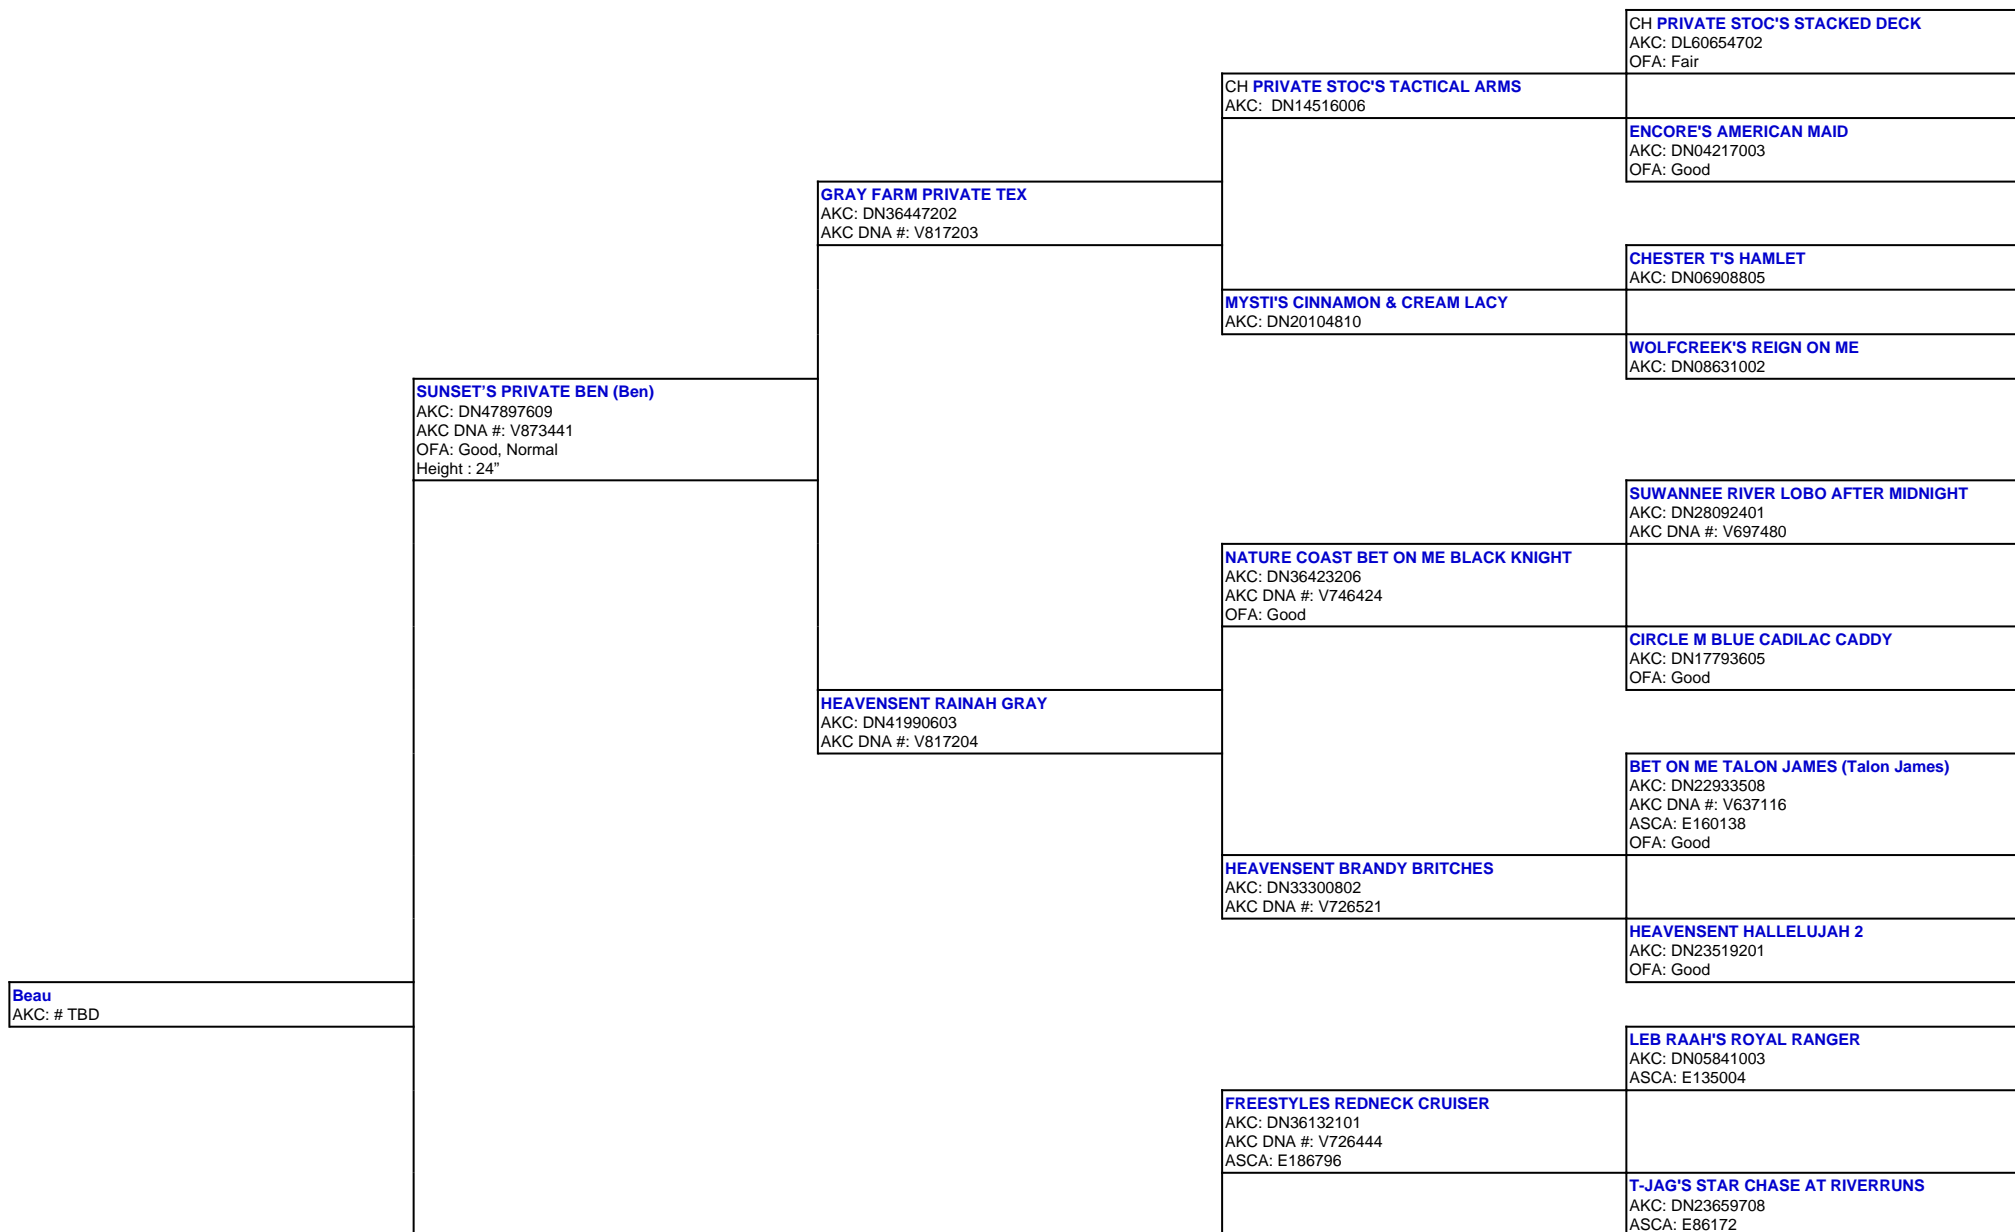 CH PRIVATE STOC'S STACKED DECK
AKC: DL60654702
OFA: Fair
CH PRIVATE STOC'S TACTICAL ARMS
AKC:  DN14516006
ENCORE'S AMERICAN MAID
AKC: DN04217003
OFA: Good
GRAY FARM PRIVATE TEX
AKC: DN36447202
AKC DNA #: V817203
CHESTER T'S HAMLET
AKC: DN06908805
MYSTI'S CINNAMON & CREAM LACY
AKC: DN20104810
WOLFCREEK'S REIGN ON ME
AKC: DN08631002
SUNSET’S PRIVATE BEN (Ben)
AKC: DN47897609
AKC DNA #: V873441
OFA: Good, Normal
Height : 24”
SUWANNEE RIVER LOBO AFTER MIDNIGHT
AKC: DN28092401
AKC DNA #: V697480
NATURE COAST BET ON ME BLACK KNIGHT
AKC: DN36423206
AKC DNA #: V746424
OFA: Good
CIRCLE M BLUE CADILAC CADDY
AKC: DN17793605
OFA: Good
HEAVENSENT RAINAH GRAY
AKC: DN41990603
AKC DNA #: V817204
BET ON ME TALON JAMES (Talon James)
AKC: DN22933508
AKC DNA #: V637116
ASCA: E160138
OFA: Good
HEAVENSENT BRANDY BRITCHES
AKC: DN33300802
AKC DNA #: V726521
HEAVENSENT HALLELUJAH 2
AKC: DN23519201
OFA: Good
Beau
AKC: # TBD
LEB RAAH'S ROYAL RANGER
AKC: DN05841003
ASCA: E135004
FREESTYLES REDNECK CRUISER
AKC: DN36132101
AKC DNA #: V726444
ASCA: E186796
T-JAG'S STAR CHASE AT RIVERRUNS
AKC: DN23659708
ASCA: E86172